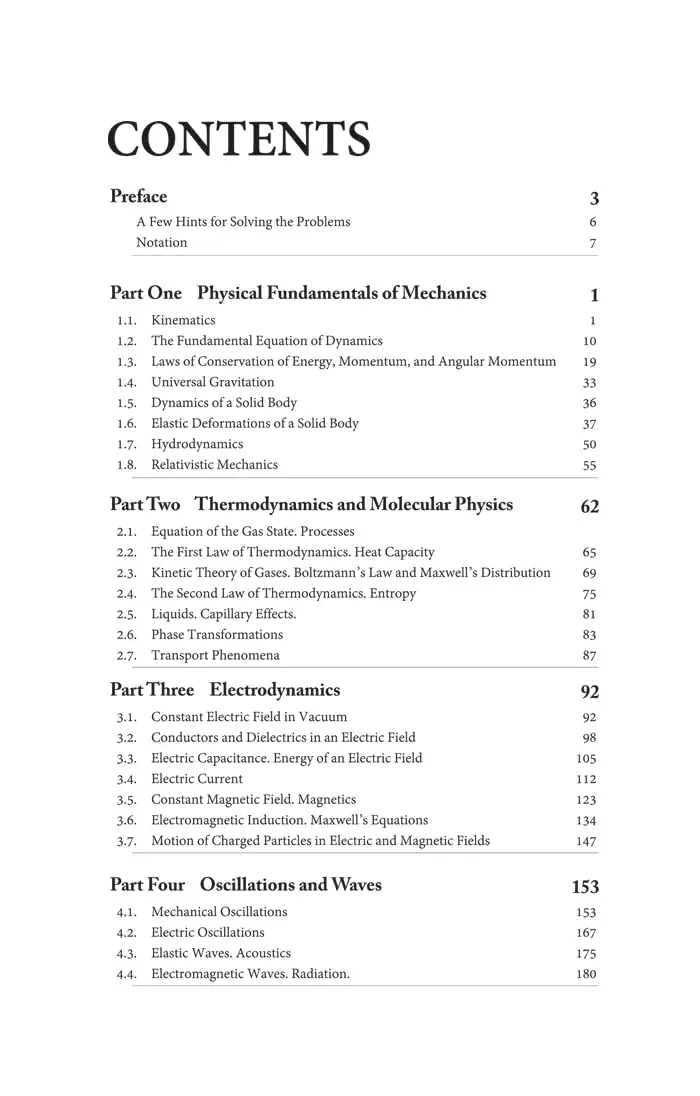 CONTENTS
Preface 3
A Few Hints for Solving the Problems 6
Notation 7
Part One Physical Fundamentals of Mechanics 1
1.1. Kinematics 1
1.2. The Fundamental Equation of Dynamics 10
1.3. Laws of Conservation of Energy, Momentum, and Angular Momentum 19
1.4. Universal Gravitation 33
1.5. Dynamics of a Solid Body 36
1.6. Elastic Deformations of a Solid Body 37
1.7. Hydrodynamics 50
1.8. Relativistic Mechanics 55
Part Two Thermodynamics and Molecular Physics 62
2.1. Equation of the Gas State. Processes
2.2. The First Law of Thermodynamics. Heat Capacity 65
2.3. Kinetic Theory of Gases. Boltzmann's Law and Maxwell's Distribution 69
2.4. The Second Law of Thermodynamics. Entropy 75
2.5. Liquids. Capillary Effects. 81
2.6. Phase Transformations 83
2.7. Transport Phenomena 87
Part Three Electrodynamics 92
3.1. Constant Electric Field in Vacuum 92
3.2. Conductors and Dielectrics in an Electric Field 98
3.3. Electric Capacitance. Energy of an Electric Field 105
3.4. Electric Current 112
3.5. Constant Magnetic Field. Magnetics 123
3.6. Electromagnetic Induction. Maxwell's Equations 134
3.7. Motion of Charged Particles in Electric and Magnetic Fields 147
Part Four Oscillations and Waves 153
4.1. Mechanical Oscillations 153
4.2. Electric Oscillations 167
4.3. Elastic Waves. Acoustics 175
4.4. Electromagnetic Waves. Radiation. 180